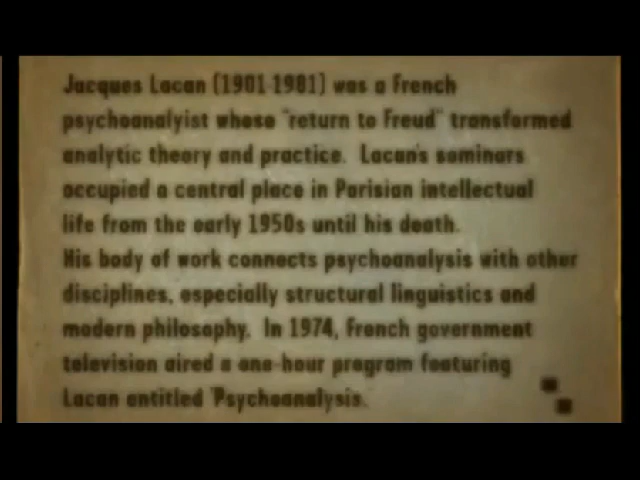 Jacques Lacan (1901-1981) was a French
psychoanalyist whose "return to Freud" transformed
analytic theory and practice. Lacan's seminars
occupied a central place in Parisian intellectual
life from the early 1950s until his death.
His body of work connects psychoanalysis with other
disciplines, especially structural linguistics and
modern philosophy. In 1974, French government
television aired a one-hour program featuring
Lacan entitled 'Psychoanalysis.